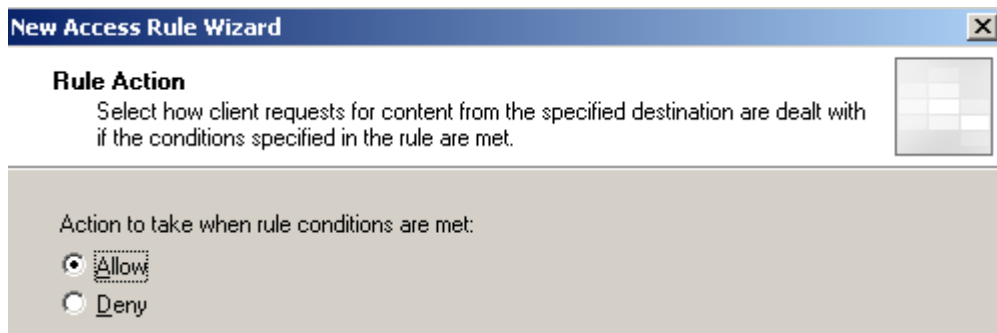 New Access Rule Wizard
Rule Action
Select how client requests for content from the specified destination are dealt with
if the conditions specified in the rule are met.
Action to take when rule conditions are met:
Allow
Deny